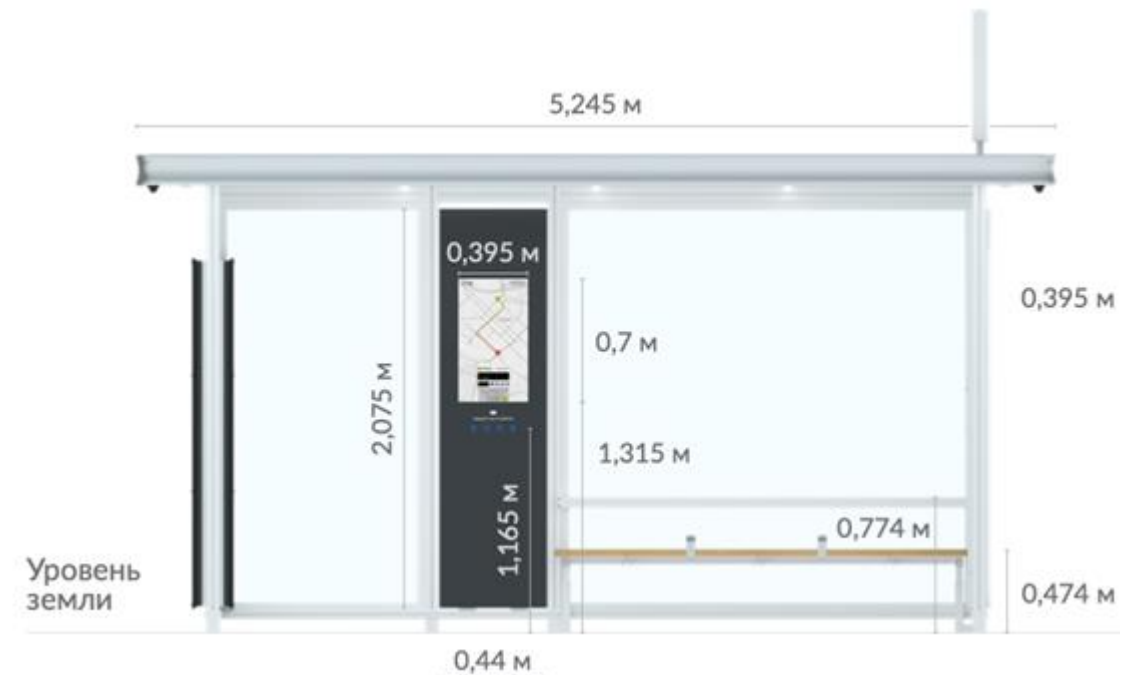 5,245 м
0,395 м
0,395 м
0,7 м
2,075 м
1,315 м
1,165 м
0,774 м
Уровень
земли
0,474 м
0,44 м